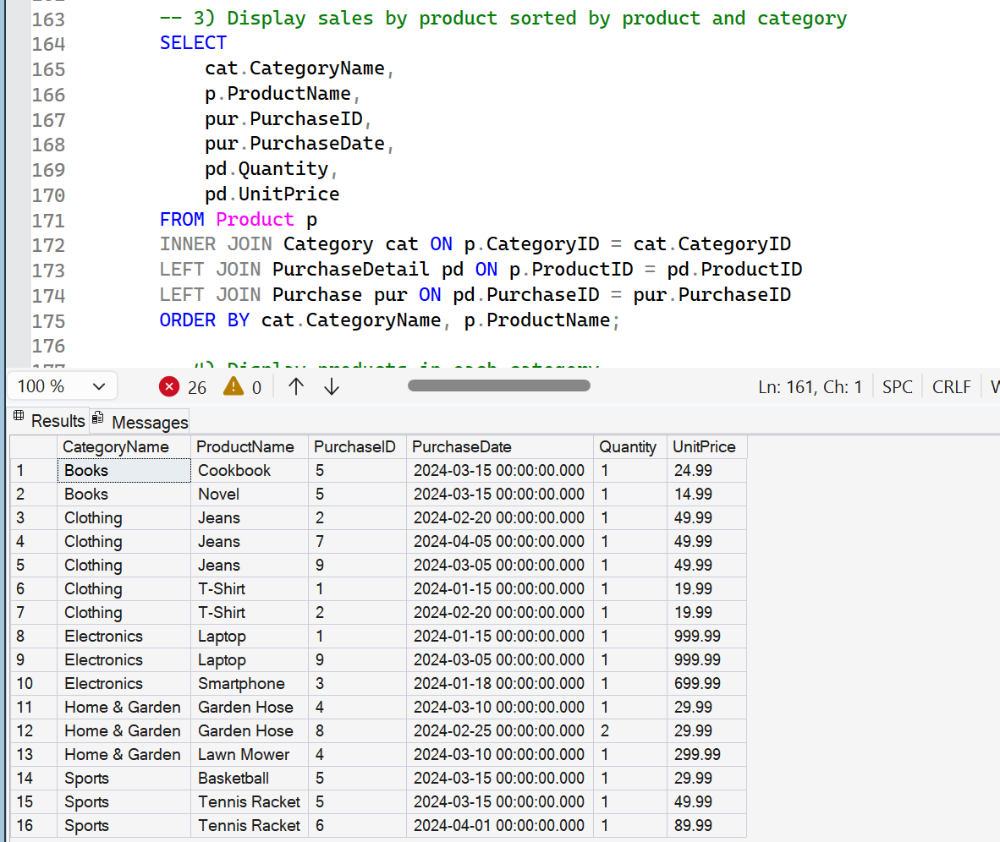 163 -- 3) Display sales by product sorted by product and category
164 SELECT
165 cat.CategoryName,
166 p.ProductName,
167 pur.PurchaseID,
168 pur.PurchaseDate,
169 pd.Quantity,
170 pd.UnitPrice
171 FROM Product p
172 INNER JOIN Category cat ON p.CategoryID = cat.CategoryID
173 LEFT JOIN PurchaseDetail pd ON p.ProductID = pd.ProductID
174 LEFT JOIN Purchase pur ON pd.PurchaseID = pur.PurchaseID
175 ORDER BY cat.CategoryName, p.ProductName;
176
4) Display products in each category
100 % 26 0 Ln: 161, Ch: 1 SPC CRLF
Results Messages
CategoryName ProductName PurchaseID PurchaseDate Quantity UnitPrice
1 Books Cookbook 5 2024-03-15 00:00:00.000 1 24.99
2 Books Novel 5 2024-03-15 00:00:00.000 1 14.99
3 Clothing Jeans 2 2024-02-20 00:00:00.000 1 49.99
4 Clothing Jeans 7 2024-04-05 00:00:00.000 1 49.99
5 Clothing Jeans 9 2024-03-05 00:00:00.000 1 49.99
6 Clothing T-Shirt 1 2024-01-15 00:00:00.000 1 19.99
7 Clothing T-Shirt 2 2024-02-20 00:00:00.000 1 19.99
8 Electronics Laptop 1 2024-01-15 00:00:00.000 1 999.99
9 Electronics Laptop 9 2024-03-05 00:00:00.000 1 999.99
10 Electronics Smartphone 3 2024-01-18 00:00:00.000 1 699.99
11 Home & Garden Garden Hose 4 2024-03-10 00:00:00.000 1 29.99
12 Home & Garden Garden Hose 8 2024-02-25 00:00:00.000 2 29.99
13 Home & Garden Lawn Mower 4 2024-03-10 00:00:00.000 1 299.99
14 Sports Basketball 5 2024-03-15 00:00:00.000 1 29.99
15 Sports Tennis Racket 5 2024-03-15 00:00:00.000 1 49.99
16 Sports Tennis Racket 6 2024-04-01 00:00:00.000 1 89.99